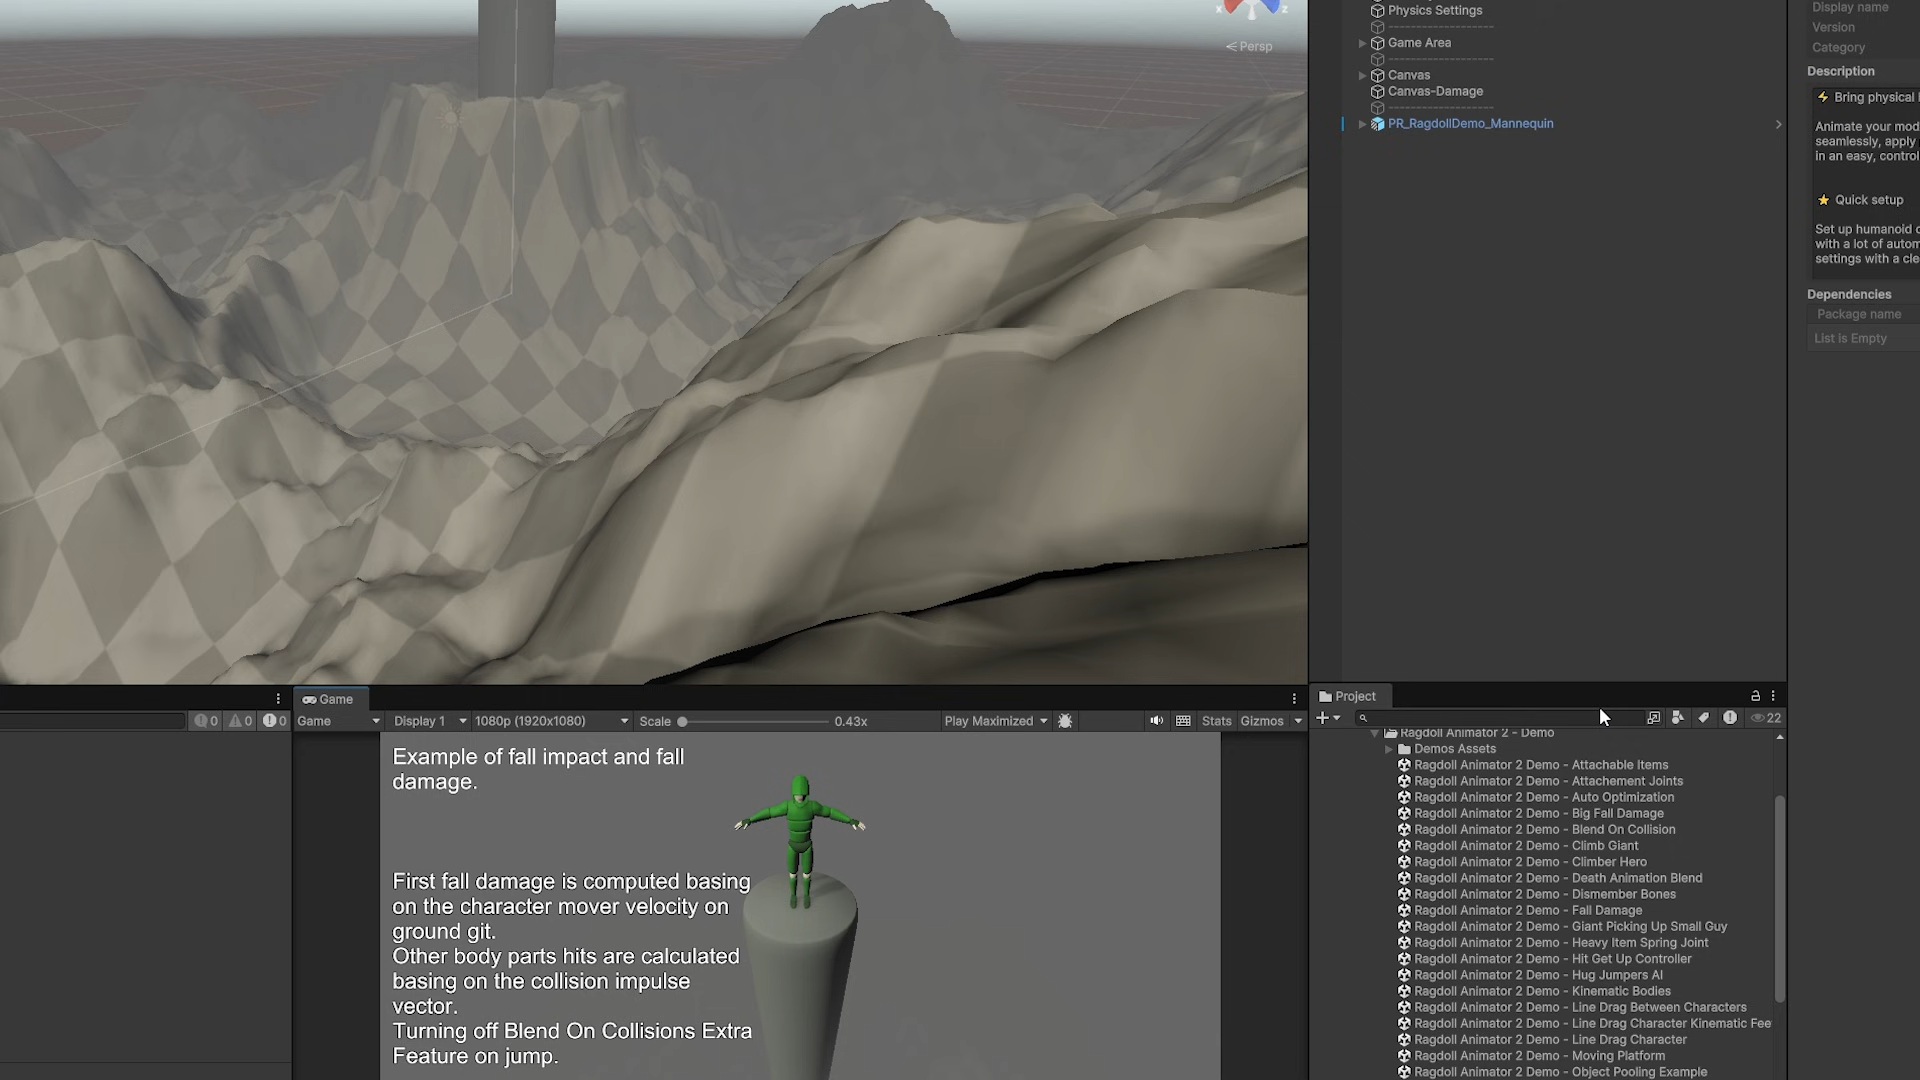 Persp
Physics Settings
Game Area
Canvas
Canvas-Damage
PR_RagdollDemo_Mannequin
Display name
Version
Category
Description
Bring physical
Animate your mod
seamlessly, apply
in an easy, control
Quick setup
Set up humanoid
with a lot of autom
settings with a cle
Dependencies
Package name
List is Empty
0 0 0
Game
Game
Display 1
1080p (1920x1080)
Scale
0.43x
Play Maximized
Stats
Gizmos
Example of fall impact and fall
damage.
First fall damage is computed basing
on the character mover velocity on
ground git.
Other body parts hits are calculated
basing on the collision impulse
vector.
Turning off Blend On Collisions Extra
Feature on jump.
Project
22
Ragdoll Animator 2 - Demo
Demos Assets
Ragdoll Animator 2 Demo - Attachable Items
Ragdoll Animator 2 Demo - Attachement Joints
Ragdoll Animator 2 Demo - Auto Optimization
Ragdoll Animator 2 Demo - Big Fall Damage
Ragdoll Animator 2 Demo - Blend On Collision
Ragdoll Animator 2 Demo - Climb Giant
Ragdoll Animator 2 Demo - Climber Hero
Ragdoll Animator 2 Demo - Death Animation Blend
Ragdoll Animator 2 Demo - Dismember Bones
Ragdoll Animator 2 Demo - Fall Damage
Ragdoll Animator 2 Demo - Giant Picking Up Small Guy
Ragdoll Animator 2 Demo - Heavy Item Spring Joint
Ragdoll Animator 2 Demo - Hit Get Up Controller
Ragdoll Animator 2 Demo - Hug Jumpers AI
Ragdoll Animator 2 Demo - Kinematic Bodies
Ragdoll Animator 2 Demo - Line Drag Between Characters
Ragdoll Animator 2 Demo - Line Drag Character Kinematic Fee
Ragdoll Animator 2 Demo - Line Drag Character
Ragdoll Animator 2 Demo - Moving Platform
Ragdoll Animator 2 Demo - Object Pooling Example